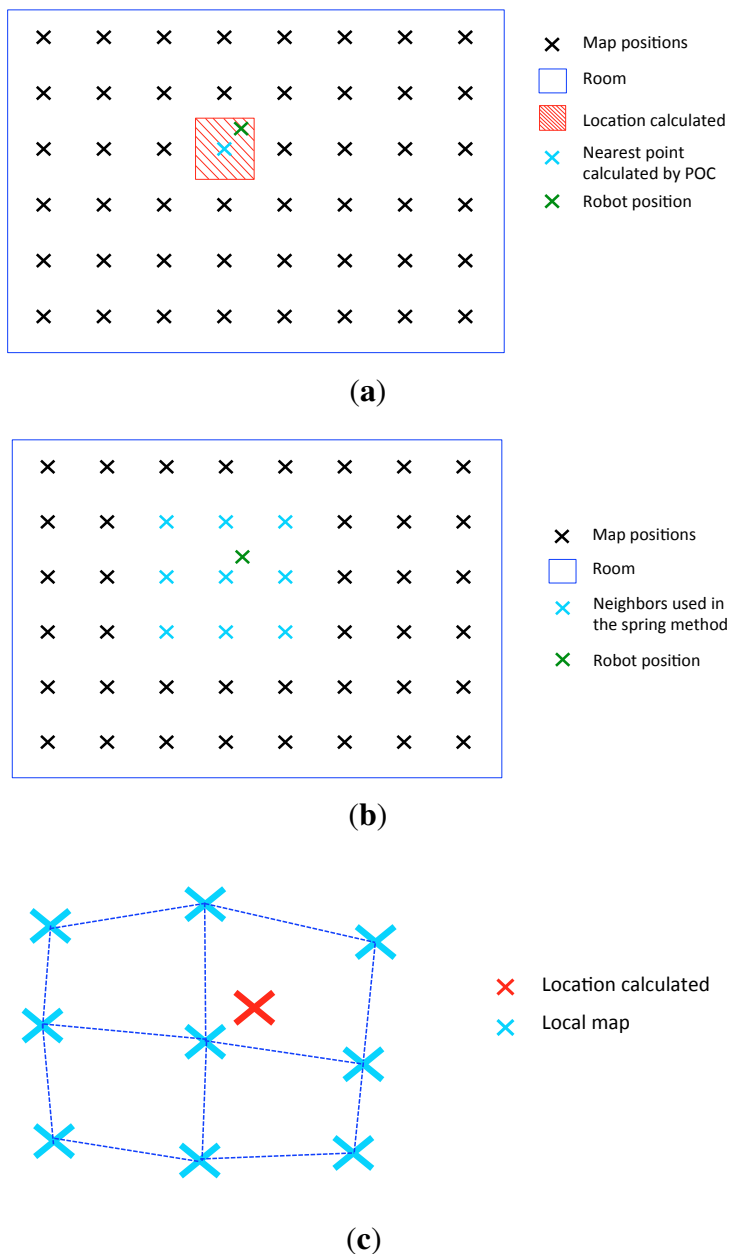 Map positions
Room
Location calculated
Nearest point
calculated by POC
Robot position
(a)
Map positions
Room
Neighbors used in
the spring method
Robot position
(b)
Location calculated
Local map
(c)